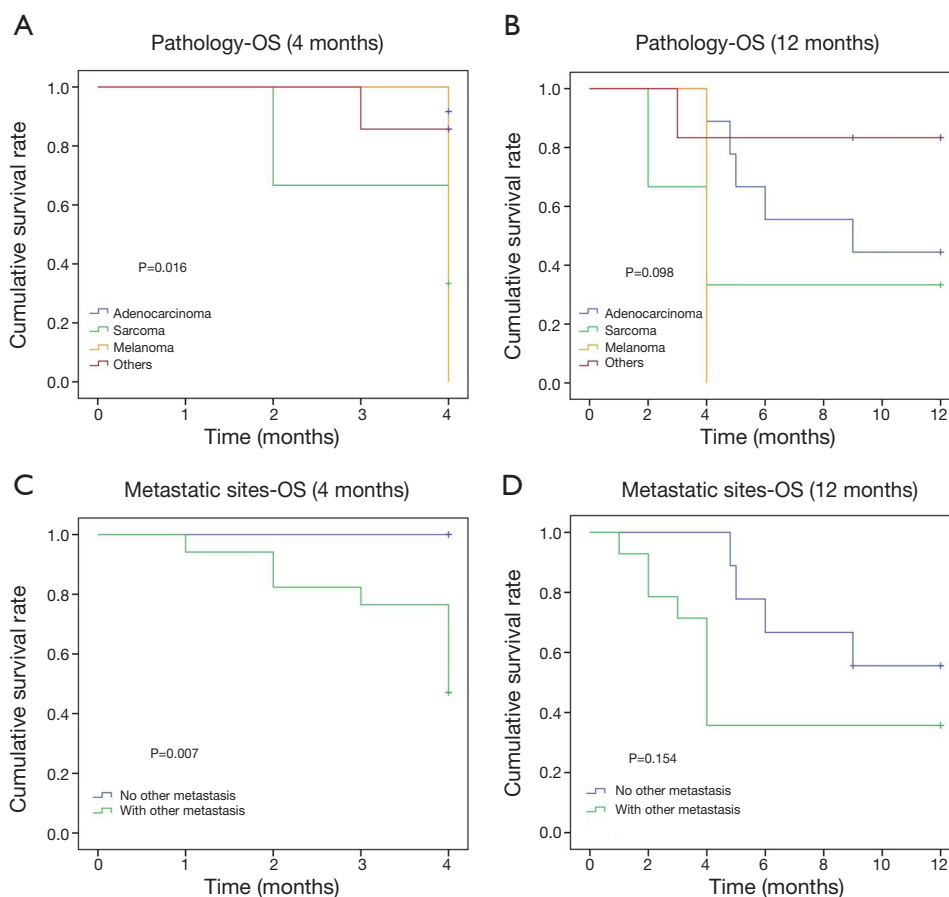 A
Pathology-OS (4 months)
Cumulative survival rate
1.0
0.8
0.6
0.4
0.2
0.0
P=0.016
Adenocarcinoma
Sarcoma
Melanoma
Others
0 1 2 3 4
Time (months)
B
Pathology-OS (12 months)
Cumulative survival rate
1.0
0.8
0.6
0.4
0.2
0.0
P=0.098
Adenocarcinoma
Sarcoma
Melanoma
Others
0 2 4 6 8 10 12
Time (months)
C
Metastatic sites-OS (4 months)
Cumulative survival rate
1.0
0.8
0.6
0.4
0.2
0.0
P=0.007
No other metastasis
With other metastasis
0 1 2 3 4
Time (months)
D
Metastatic sites-OS (12 months)
Cumulative survival rate
1.0
0.8
0.6
0.4
0.2
0.0
P=0.154
No other metastasis
With other metastasis
0 2 4 6 8 10 12
Time (months)